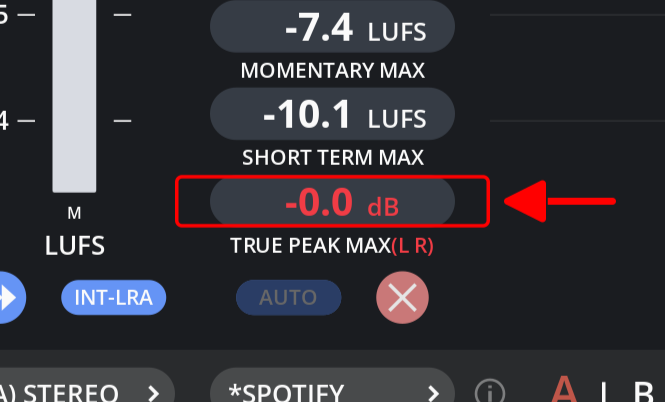 5
-7.4 LUFS
MOMENTARY MAX
4
-10.1 LUFS
SHORT TERM MAX
-0.0 dB
M
LUFS
TRUE PEAK MAX(L R)
INT-LRA
AUTO
A) STEREO >
*SPOTIFY >
i
A | B